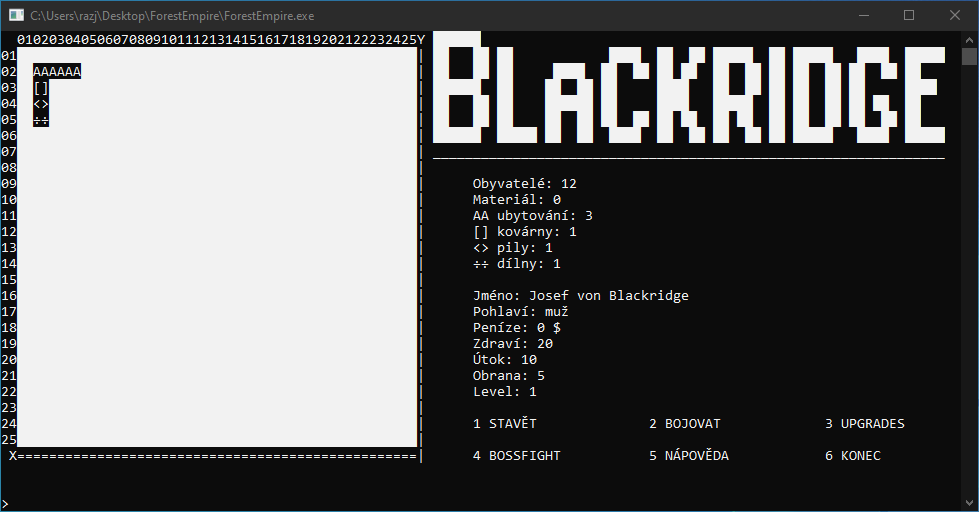 C:\Users\razj\Desktop\ForestEmpire\ForestEmpire.exe
01020304050607080910111213141516171819202122232425Y
01
02 AAAAAA
03 []
04 <>
05 ÷÷
06
07
08
09
10
11
12
13
14
15
16
17
18
19
20
21
22
23
24
25
X==================================================|
>
BLACKRIDGE
Obyvatelé: 12
Materiál: 0
AA ubytování: 3
[] kovárny: 1
<> pily: 1
÷÷ dílny: 1
Jméno: Josef von Blackridge
Pohlaví: muž
Peníze: 0 $
Zdraví: 20
Útok: 10
Obrana: 5
Level: 1
1 STAVĚT 2 BOJOVAT 3 UPGRADES
4 BOSSFIGHT 5 NÁPOVĚDA 6 KONEC